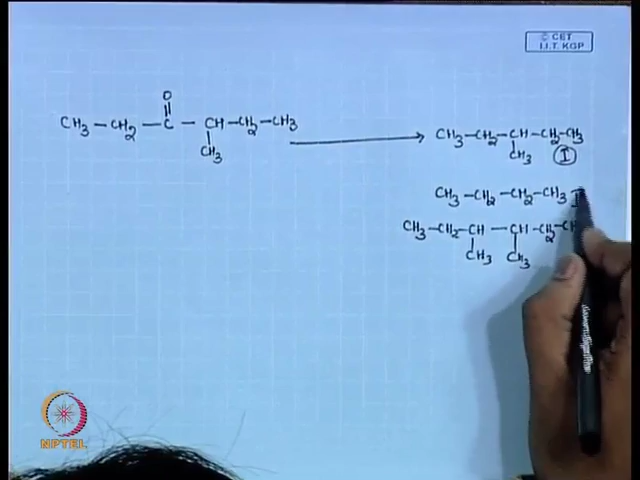 © CET
I.I.T. KGP
O
||
CH3 — CH2 — C — CH — CH2 — CH3
|
CH3
CH3 — CH2 — CH — CH2 — CH3
|
CH3
I
CH3 — CH2 — CH2 — CH3
CH3 — CH2 — CH — CH — CH2 —
| |
CH3 CH3
NPTEL